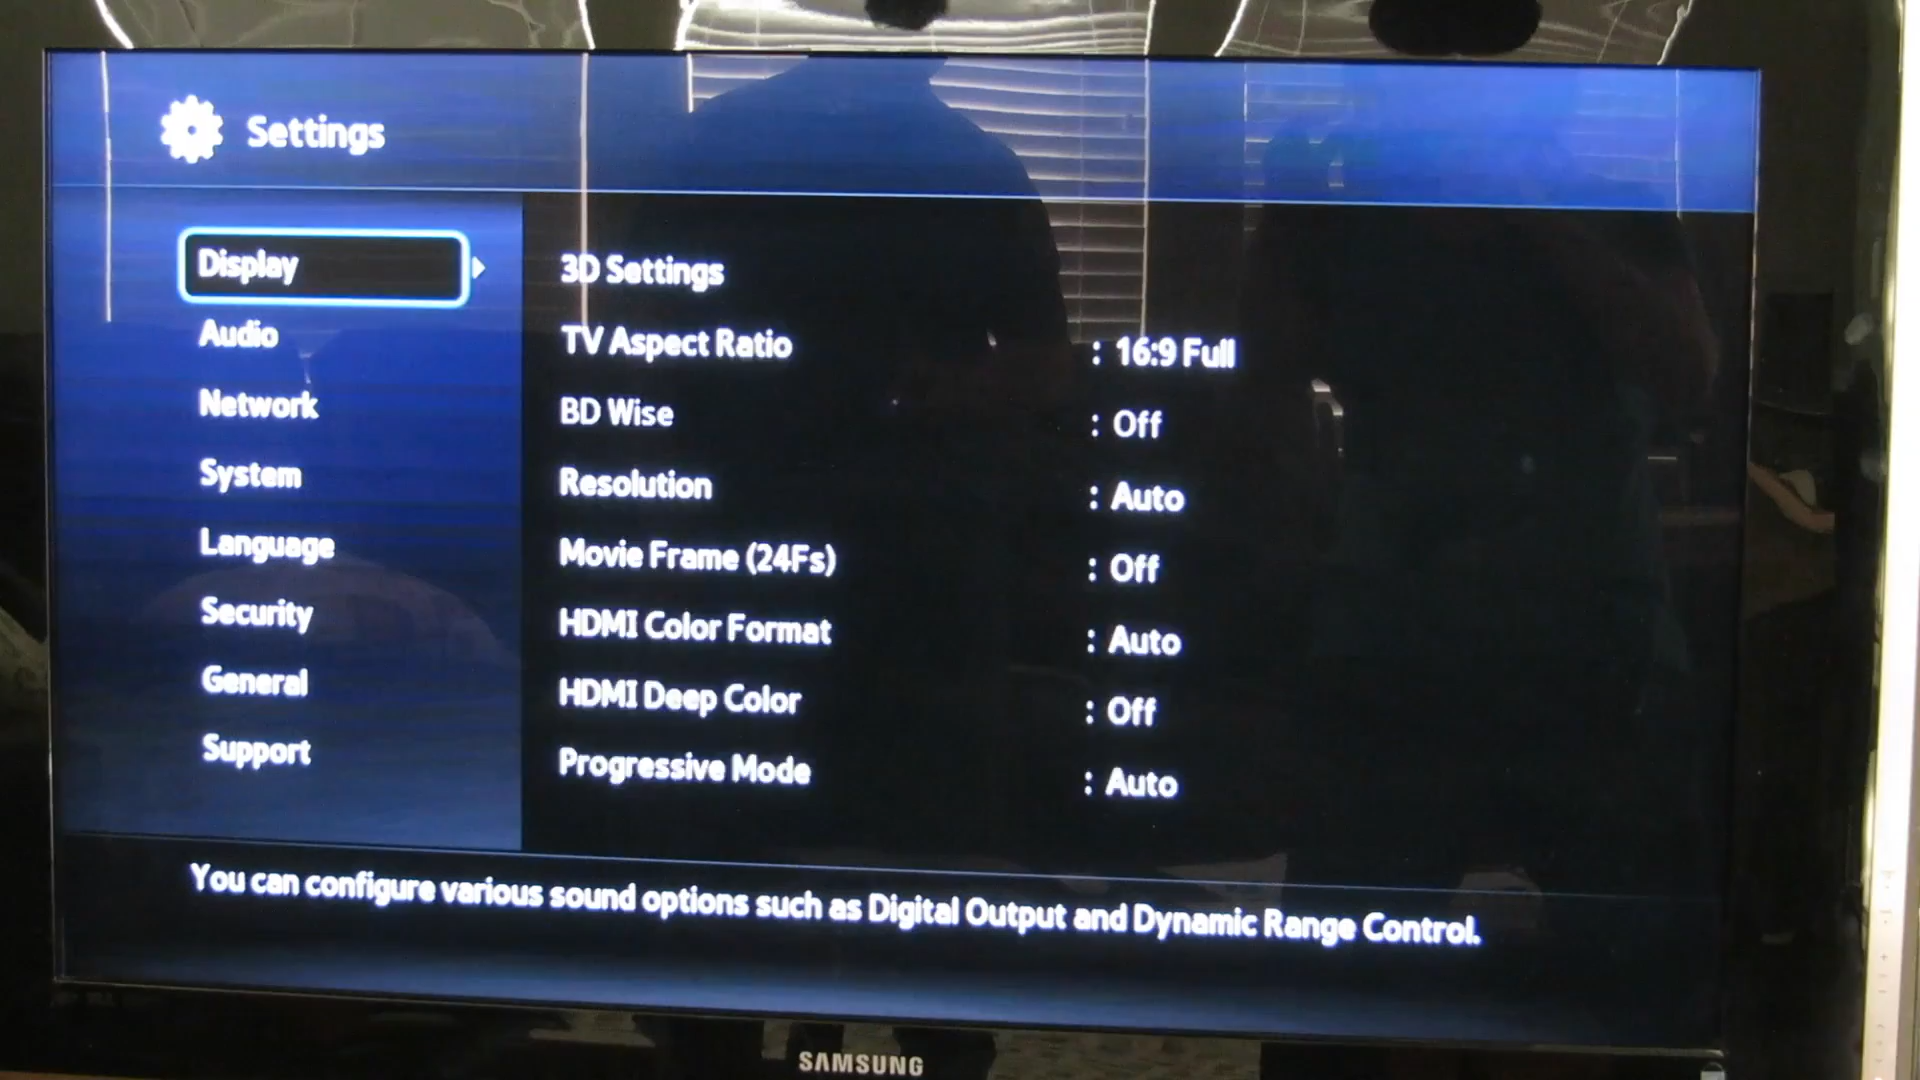 Settings
Display
Audio
Network
System
Language
Security
General
Support
3D Settings
TV Aspect Ratio : 16:9 Full
BD Wise : Off
Resolution : Auto
Movie Frame (24Fs) : Off
HDMI Color Format : Auto
HDMI Deep Color : Off
Progressive Mode : Auto
You can configure various sound options such as Digital Output and Dynamic Range Control.
SAMSUNG